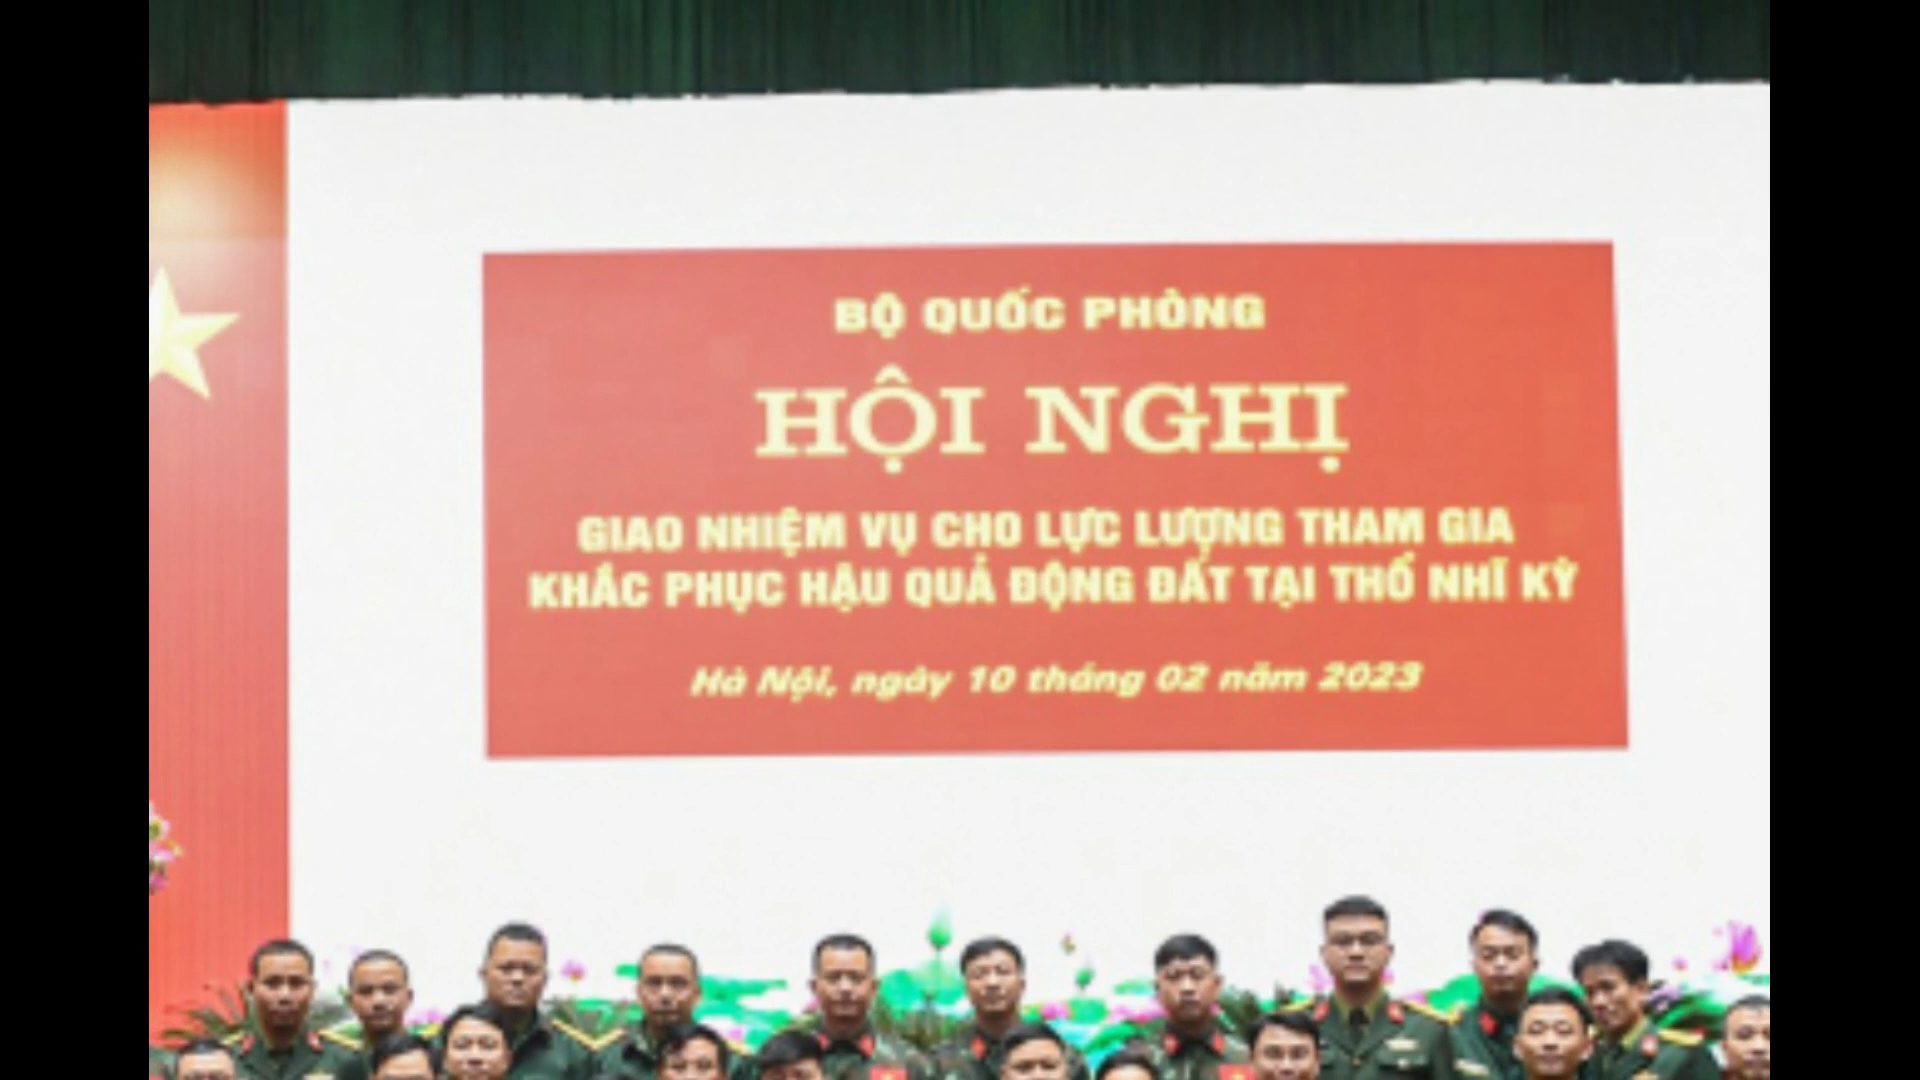 BỘ QUỐC PHÒNG
HỘI NGHỊ
GIAO NHIỆM VỤ CHO LỰC LƯỢNG THAM GIA
KHẮC PHỤC HẬU QUẢ ĐỘNG ĐẤT TẠI THỔ NHĨ KỲ
Hà Nội, ngày 10 tháng 02 năm 2023